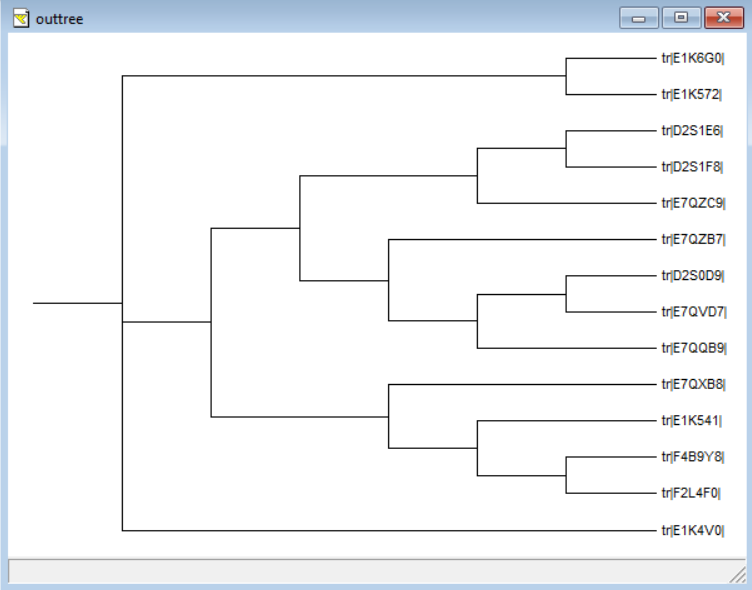 outtree
tr|E1K6G0|
tr|E1K572|
tr|D2S1E6|
tr|D2S1F8|
tr|E7QZC9|
tr|E7QZB7|
tr|D2S0D9|
tr|E7QVD7|
tr|E7QQB9|
tr|E7QXB8|
tr|E1K541|
tr|F4B9Y8|
tr|F2L4F0|
tr|E1K4V0|